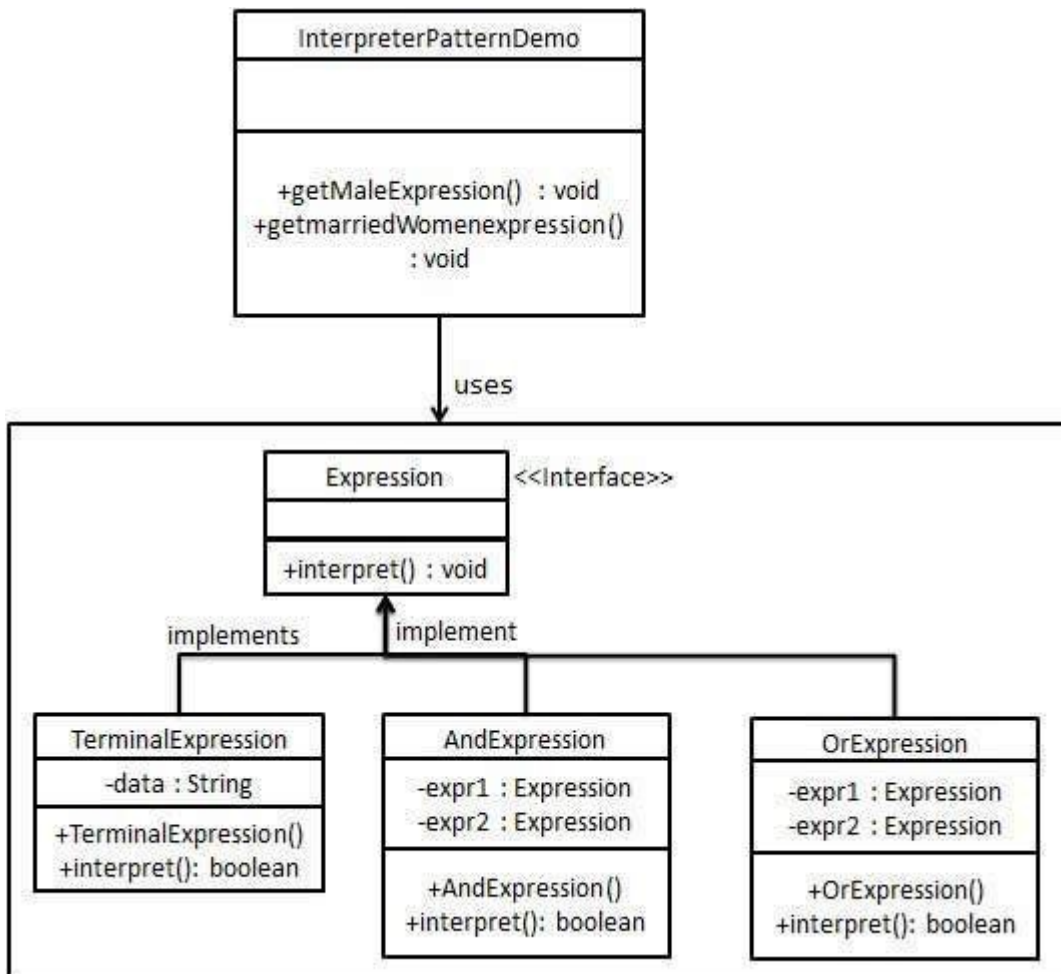 InterpreterPatternDemo
+getMaleExpression() : void
+getmarriedWomenexpression()
: void
uses
Expression
<<Interface>>
+interpret() : void
implements
implement
TerminalExpression
-data : String
+TerminalExpression()
+interpret(): boolean
AndExpression
-expr1 : Expression
-expr2 : Expression
+AndExpression()
+interpret(): boolean
OrExpression
-expr1 : Expression
-expr2 : Expression
+OrExpression()
+interpret(): boolean